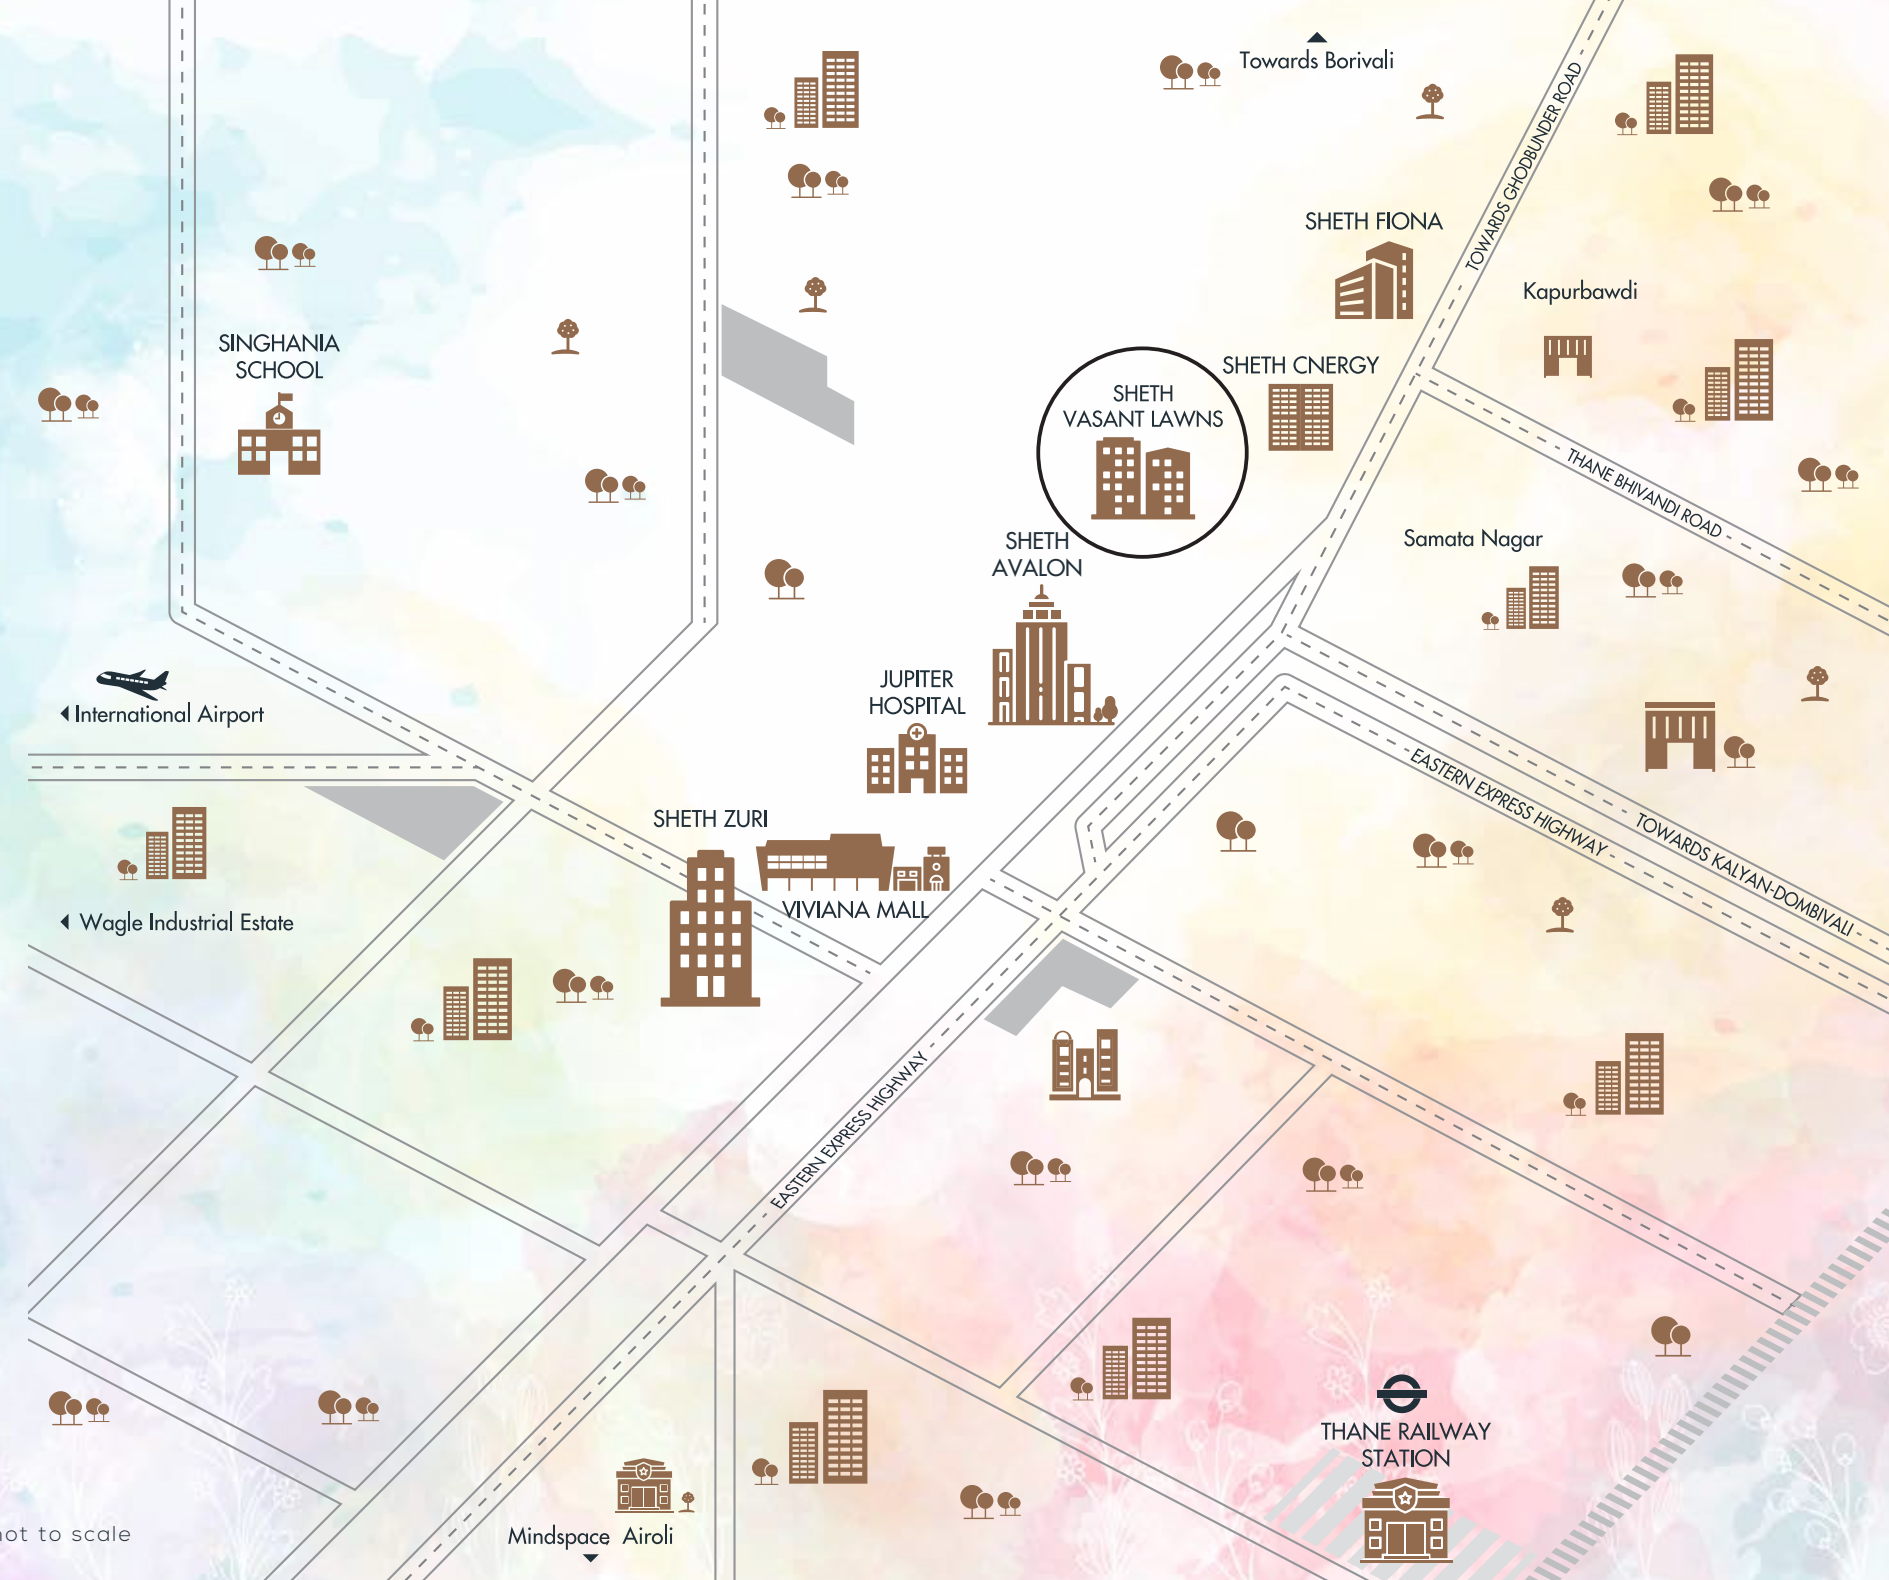 Towards Borivali
TOWARDS GHODBUNDER ROAD
SHETH FIONA
Kapurbawdi
SINGHANIA
SCHOOL
SHETH CNERGY
SHETH
VASANT LAWNS
THANE BHIVANDI ROAD
Samata Nagar
SHETH
AVALON
JUPITER
HOSPITAL
International Airport
EASTERN EXPRESS HIGHWAY
TOWARDS KALYAN-DOMBIVALI
SHETH ZURI
VIVIANA MALL
Wagle Industrial Estate
EASTERN EXPRESS HIGHWAY
THANE RAILWAY
STATION
not to scale
Mindspace, Airoli